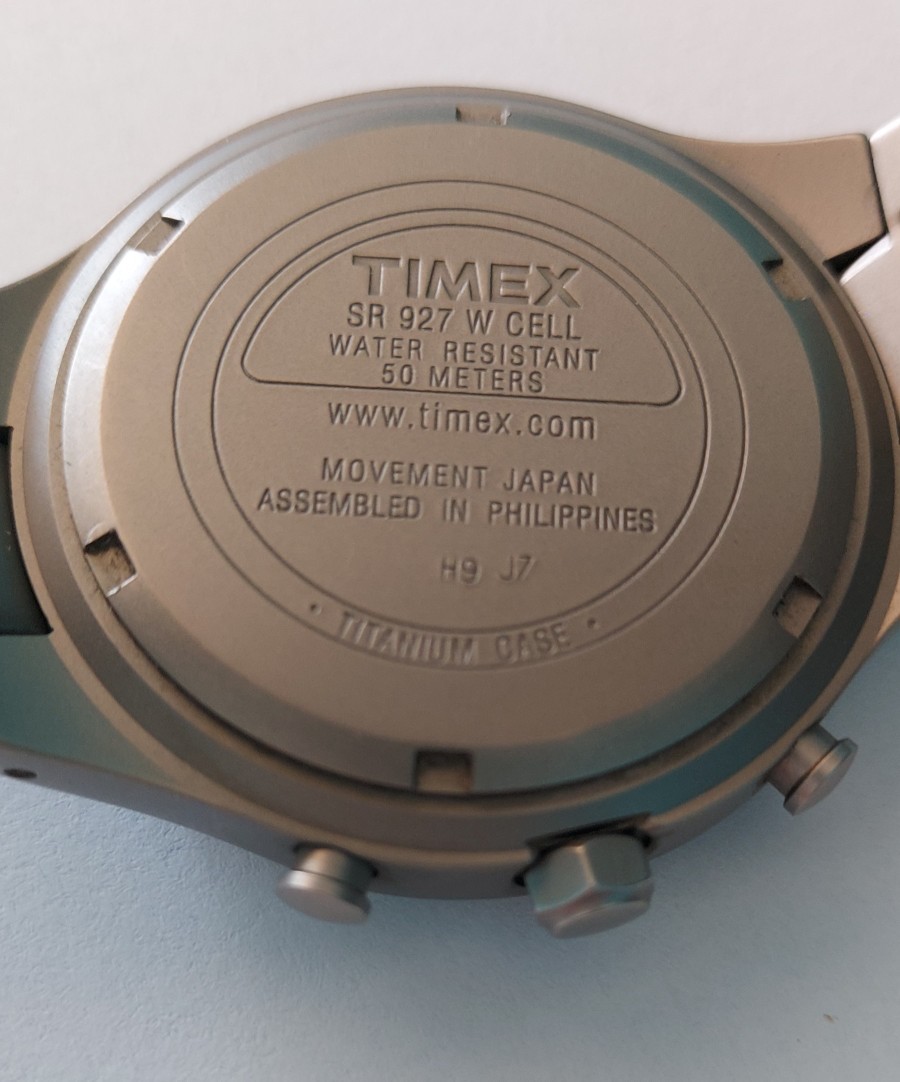 TIMEX
SR 927 W CELL
WATER RESISTANT
50 METERS
www.timex.com
MOVEMENT JAPAN
ASSEMBLED IN PHILIPPINES
H9 J7
• TITANIUM CASE •